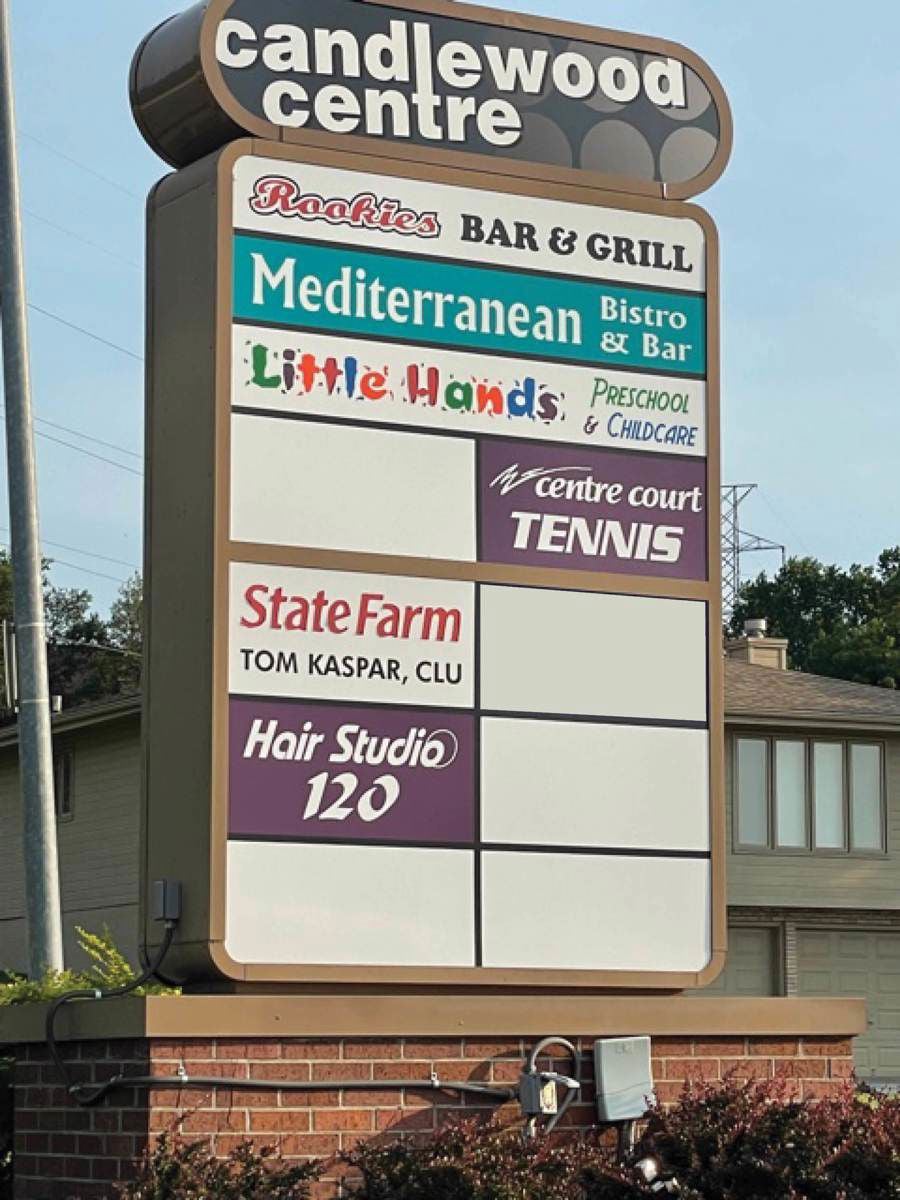 candlewood
centre
Rookies BAR & GRILL
Mediterranean Bistro
& Bar
Little Hands PRESCHOOL
& CHILDCARE
centre court
TENNIS
State Farm
TOM KASPAR, CLU
Hair Studio
120